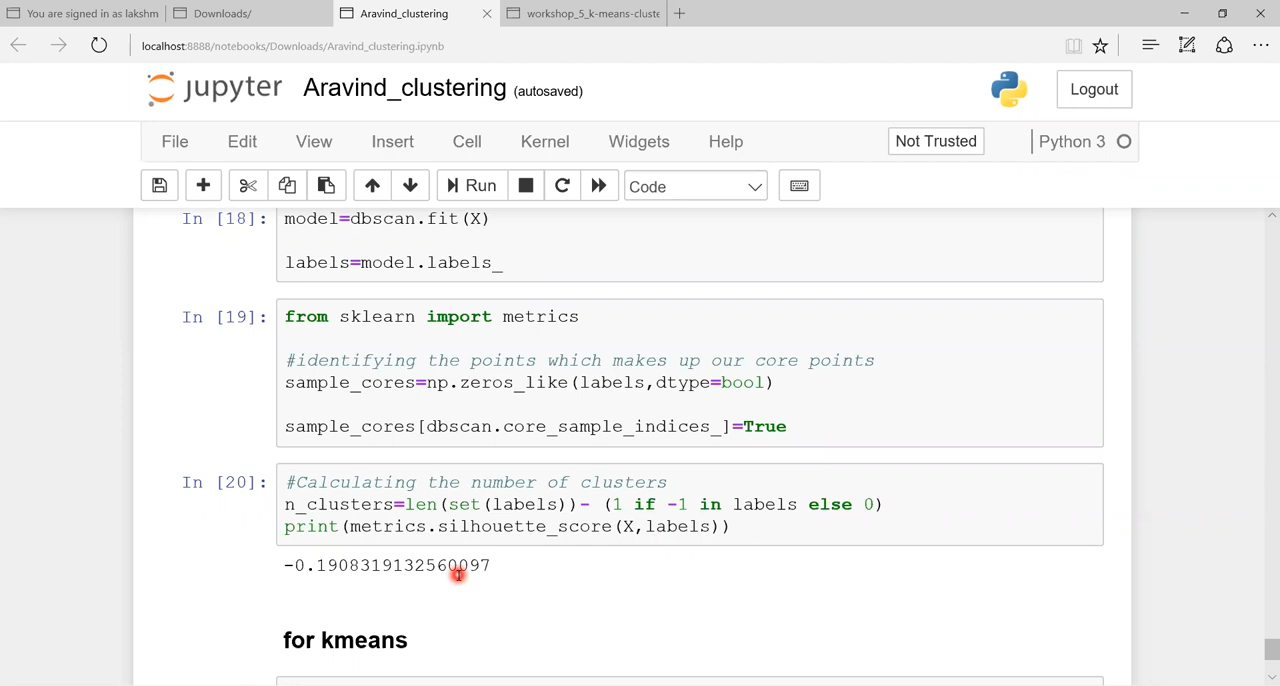 You are signed in as lakshm
Downloads/
Aravind_clustering
workshop_5_k-means-cluste
localhost:8888/notebooks/Downloads/Aravind_clustering.ipynb
jupyter Aravind_clustering (autosaved)
Logout
File Edit View Insert Cell Kernel Widgets Help Not Trusted Python 3
Run Code
In [18]: model=dbscan.fit(X)
labels=model.labels_
In [19]: from sklearn import metrics
#identifying the points which makes up our core points
sample_cores=np.zeros_like(labels,dtype=bool)
sample_cores[dbscan.core_sample_indices_]=True
In [20]: #Calculating the number of clusters
n_clusters=len(set(labels))- (1 if -1 in labels else 0)
print(metrics.silhouette_score(X,labels))
-0.1908319132560097
for kmeans